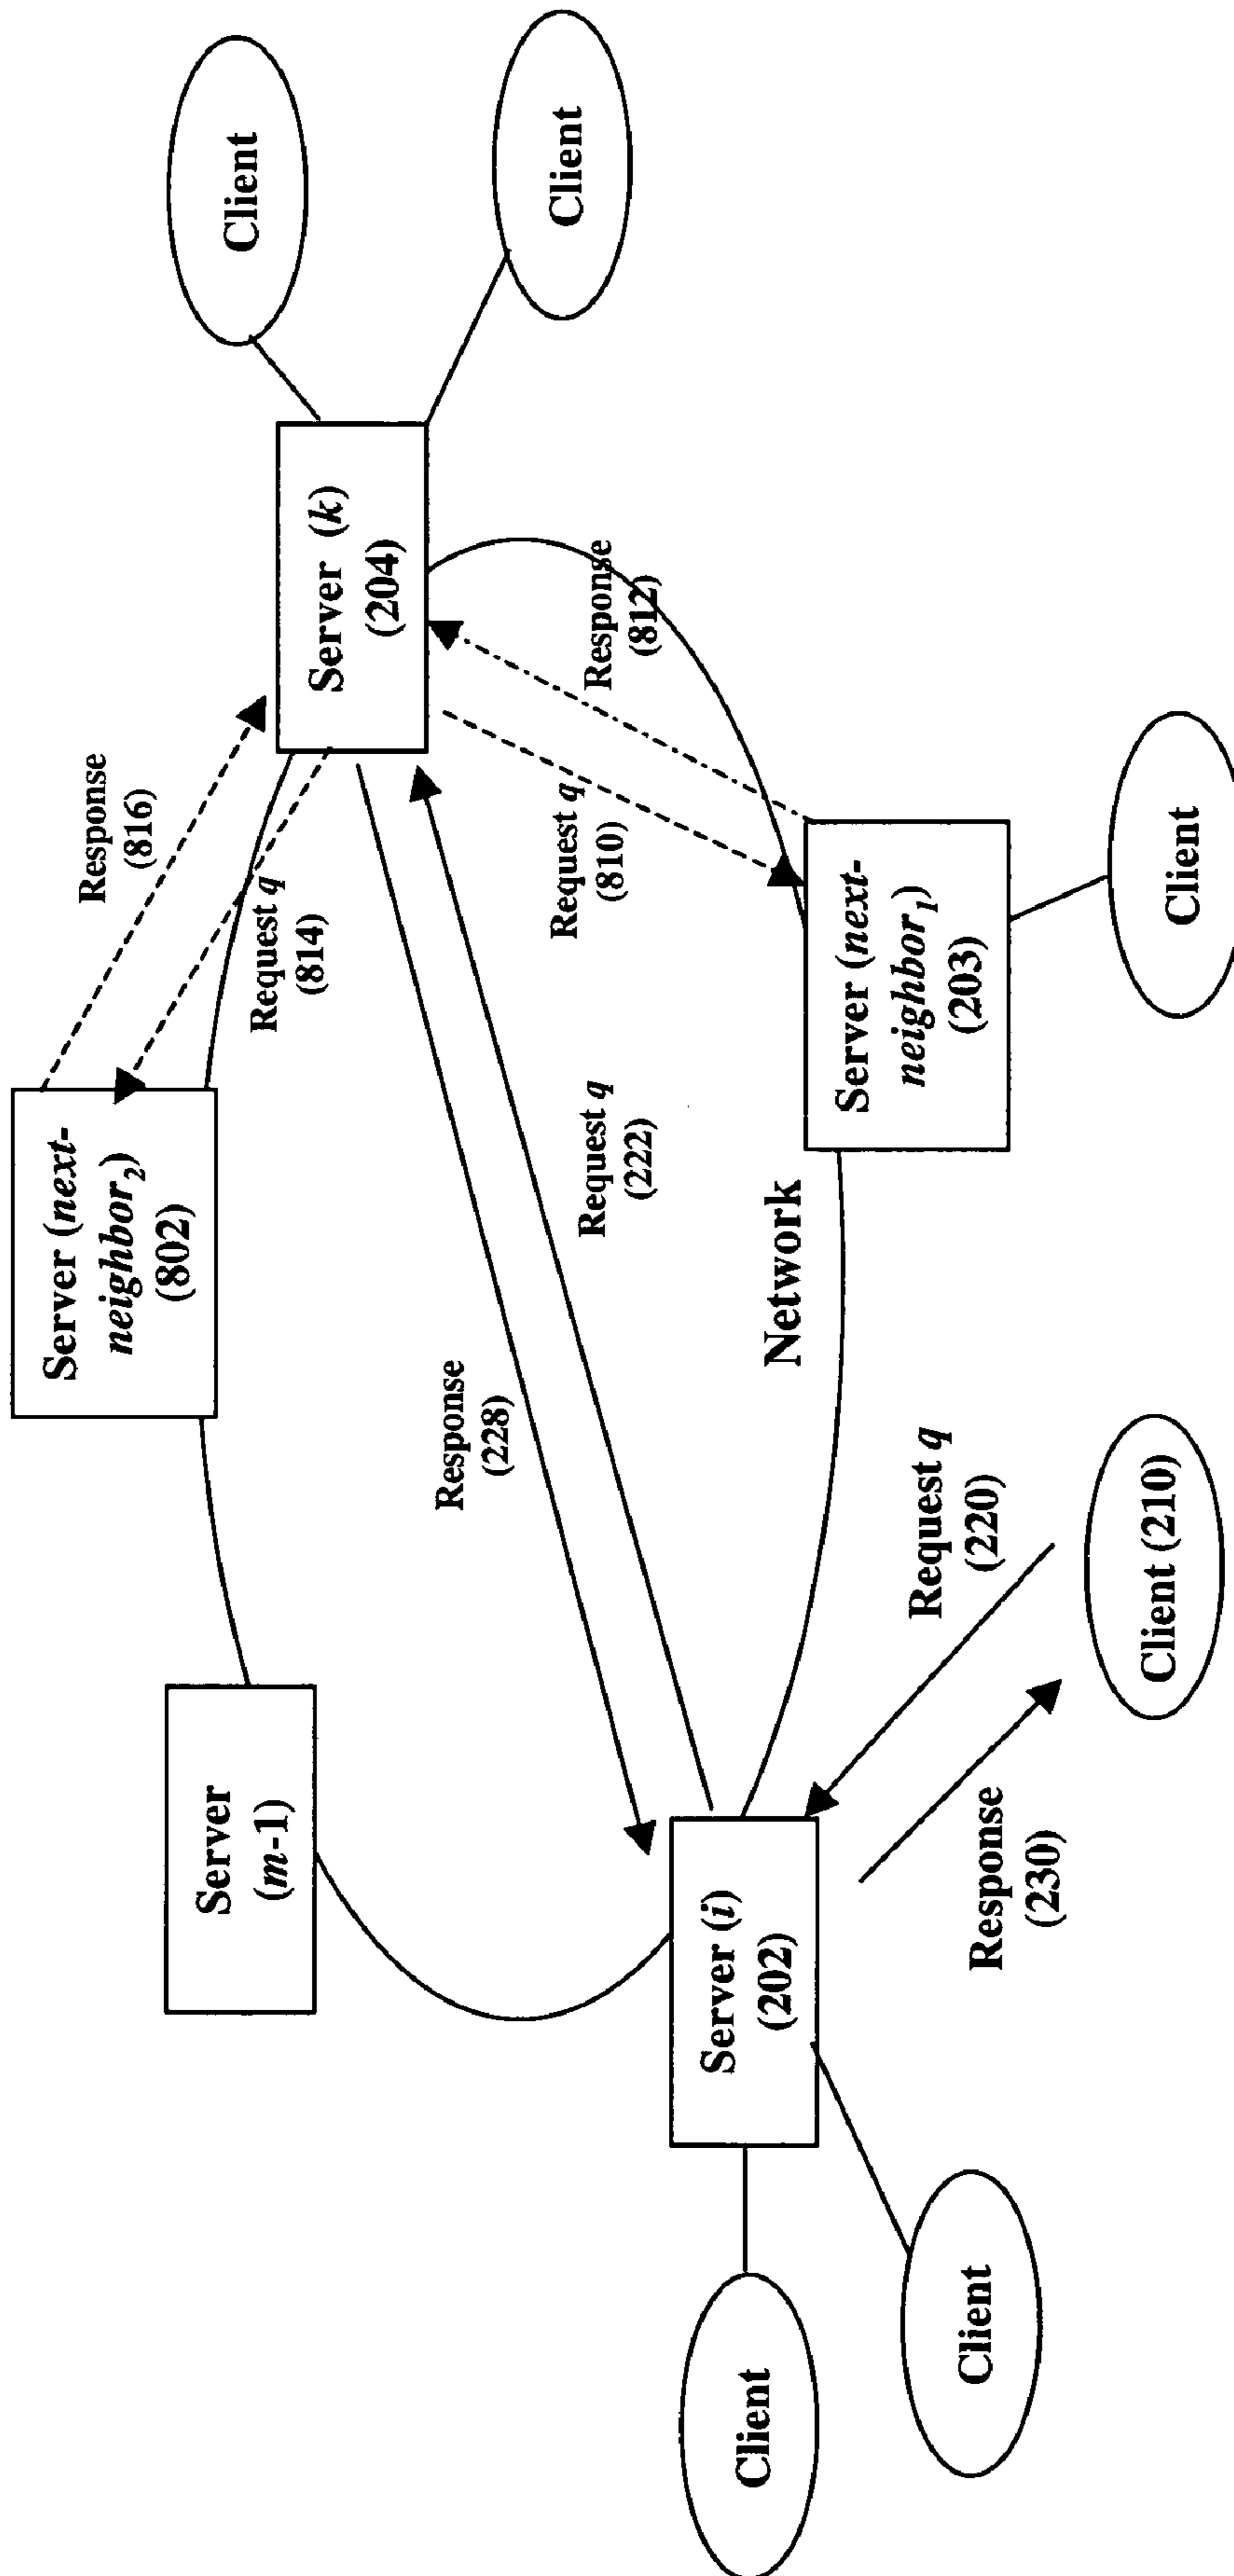 Client
Client
Server (k)
(204)
Response
(816)
Request q
(814)
Response
(812)
Request q
(810)
Server (next-
neighbor2)
(802)
Server (next-
neighbor1)
(203)
Client
Request q
(222)
Response
(228)
Network
Server
(m-1)
Server (i)
(202)
Request q
(220)
Response
(230)
Client (210)
Client
Client